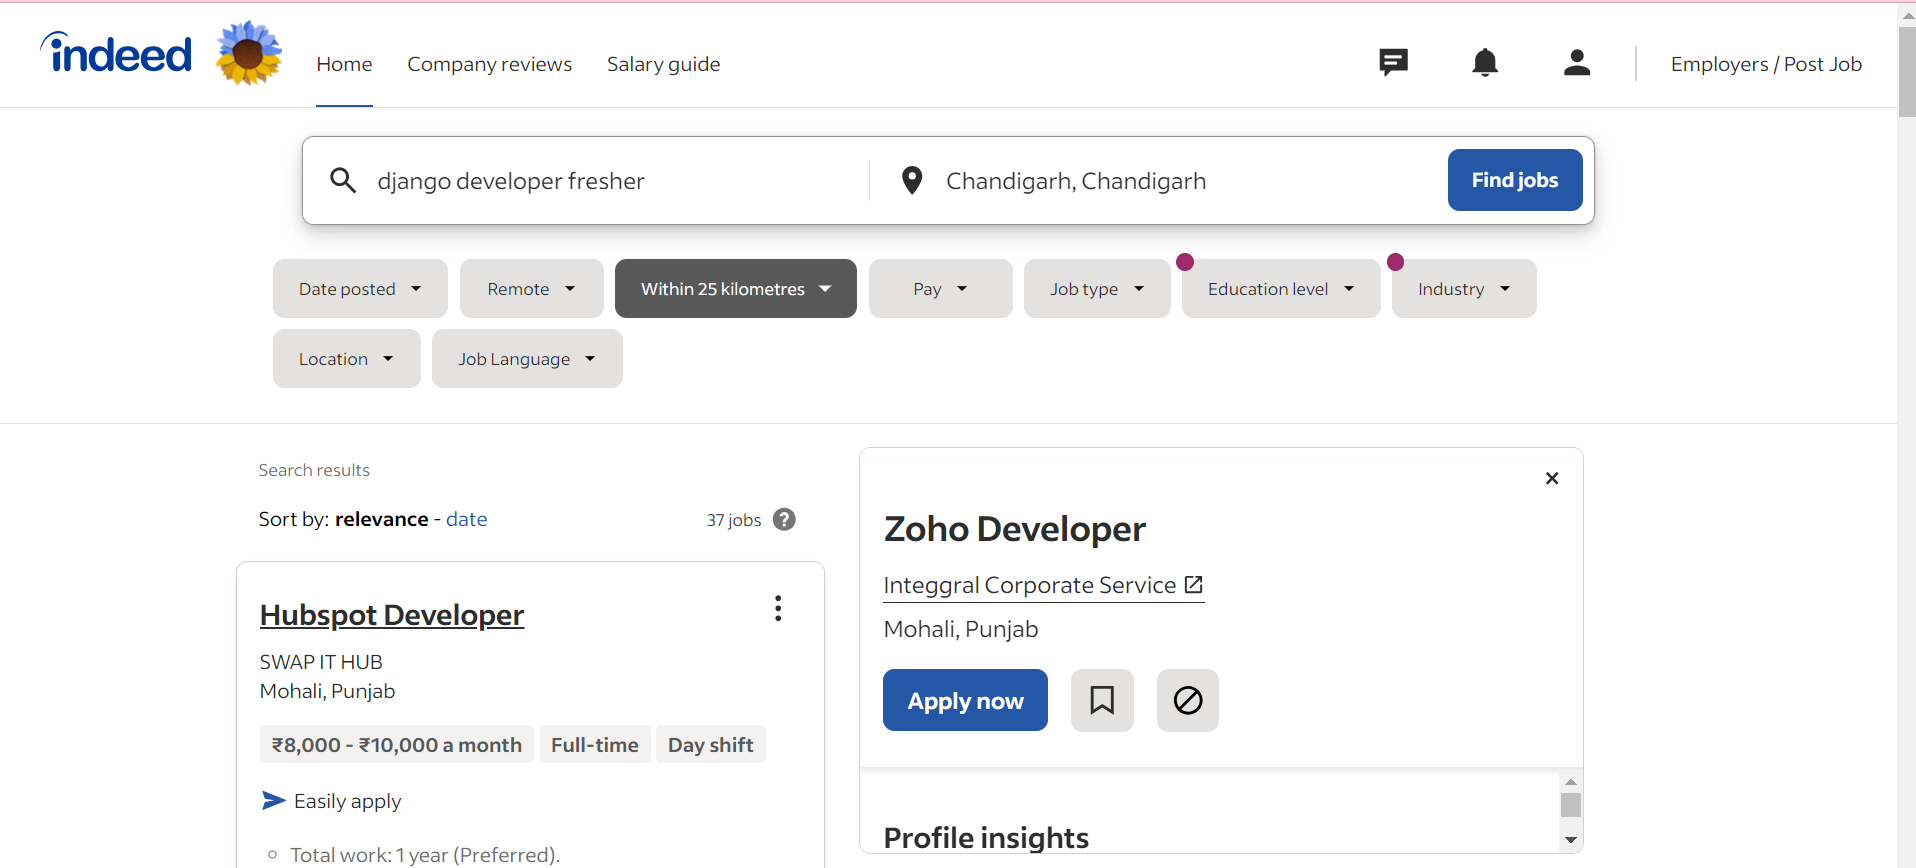 indeed
Home Company reviews Salary guide Employers / Post Job
django developer fresher Chandigarh, Chandigarh Find jobs
Date posted Remote Within 25 kilometres Pay Job type Education level Industry
Location Job Language
Search results
Sort by: relevance - date 37 jobs ?
Hubspot Developer
SWAP IT HUB
Mohali, Punjab
₹8,000 - ₹10,000 a month Full-time Day shift
Easily apply
Total work: 1 year (Preferred).
Zoho Developer
Integgral Corporate Service
Mohali, Punjab
Apply now
Profile insights